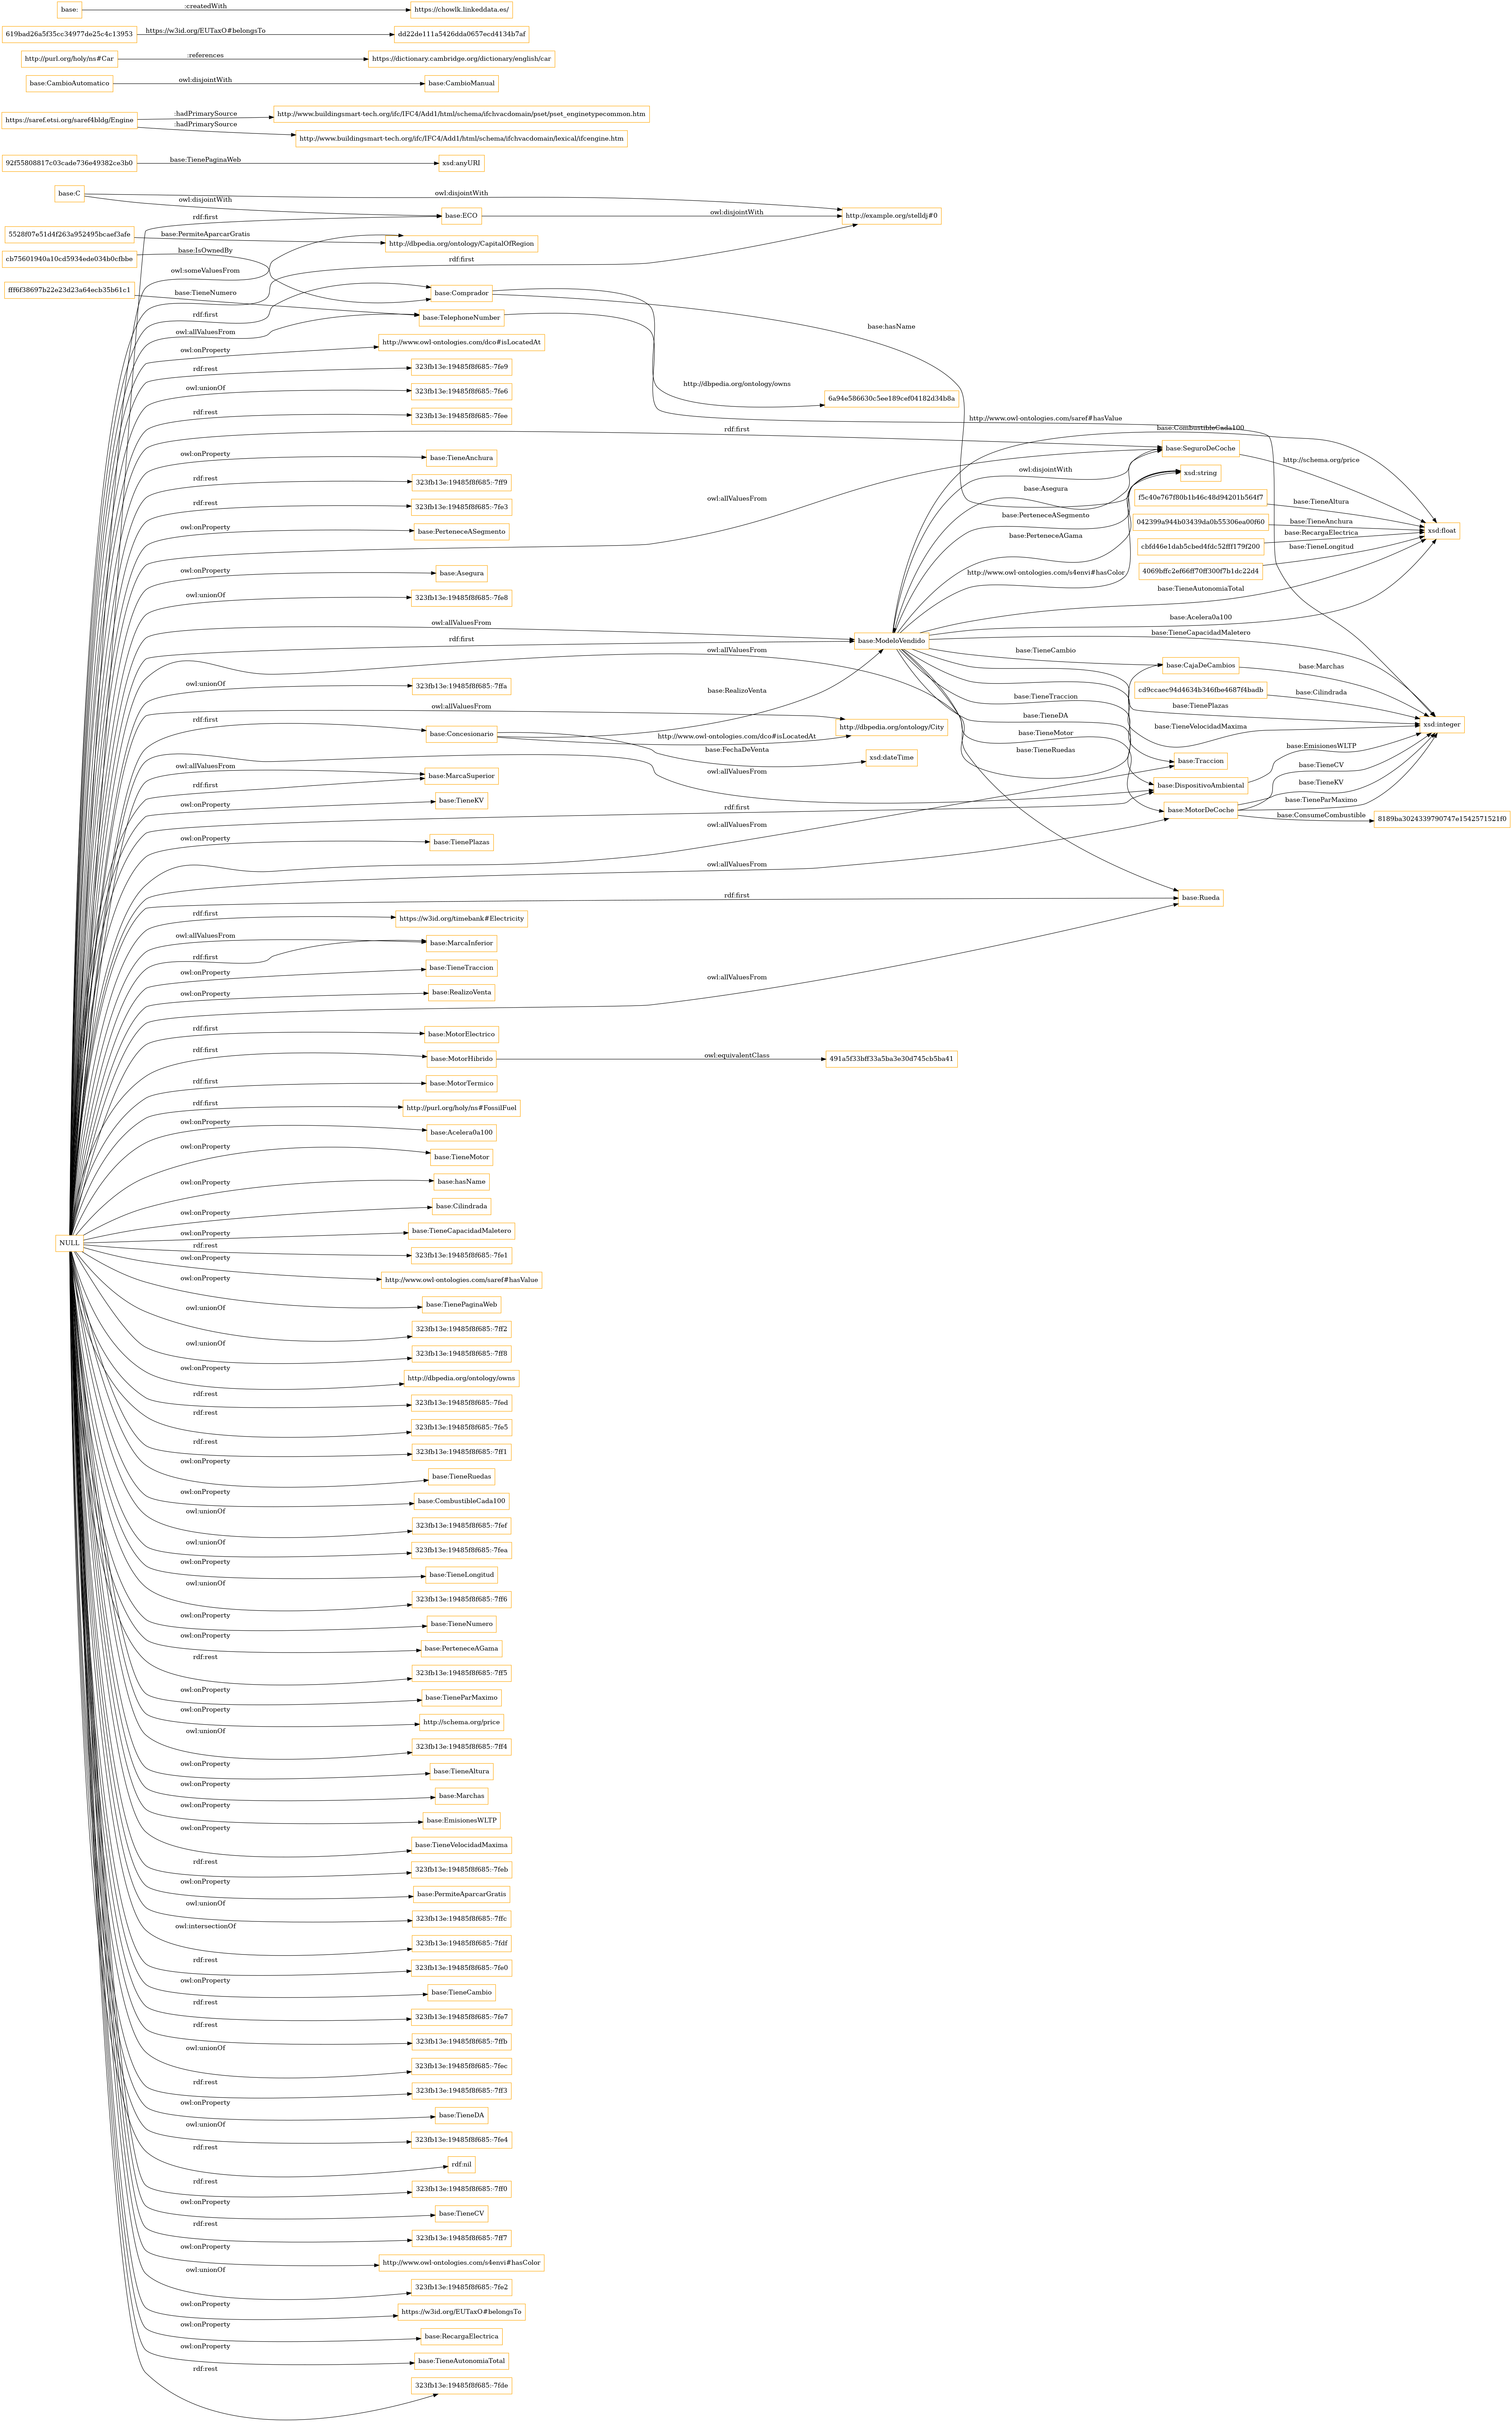 base:
:createdWith
https://chowlk.linkeddata.es/
619bad26a5f35cc34977de25c4c13953
https://w3id.org/EUTaxO#belongsTo
dd22de111a5426dda0657ecd4134b7af
http://purl.org/holy/ns#Car
:references
https://dictionary.cambridge.org/dictionary/english/car
base:CambioAutomatico
owl:disjointWith
base:CambioManual
https://saref.etsi.org/saref4bldg/Engine
:hadPrimarySource
http://www.buildingsmart-tech.org/ifc/IFC4/Add1/html/schema/ifchvacdomain/pset/pset_enginetypecommon.htm
:hadPrimarySource
http://www.buildingsmart-tech.org/ifc/IFC4/Add1/html/schema/ifchvacdomain/lexical/ifcengine.htm
92f55808817c03cade736e49382ce3b0
base:TienePaginaWeb
xsd:anyURI
base:C
owl:disjointWith
owl:disjointWith
rdf:first
base:ECO
owl:disjointWith
http://example.org/stelldj#0
5528f07e51d4f263a952495bcaef3afe
base:PermiteAparcarGratis
http://dbpedia.org/ontology/CapitalOfRegion
cb75601940a10cd5934ede034b0cfbbe
base:IsOwnedBy
rdf:first
owl:someValuesFrom
fff6f38697b22e23d23a64ecb35b61c1
base:TieneNumero
base:Comprador
rdf:first
base:TelephoneNumber
base:hasName
owl:allValuesFrom
owl:onProperty
http://www.owl-ontologies.com/dco#isLocatedAt
rdf:rest
323fb13e:19485f8f685:-7fe9
http://dbpedia.org/ontology/owns
6a94e586630c5ee189cef04182d34b8a
owl:unionOf
323fb13e:19485f8f685:-7fe6
rdf:rest
323fb13e:19485f8f685:-7fee
http://www.owl-ontologies.com/saref#hasValue
base:CombustibleCada100
rdf:first
base:SeguroDeCoche
http://schema.org/price
owl:onProperty
base:TieneAnchura
owl:disjointWith
xsd:string
rdf:rest
323fb13e:19485f8f685:-7ff9
base:Asegura
f5c40e767f80b1b46c48d94201b564f7
base:TieneAltura
owl:allValuesFrom
rdf:rest
323fb13e:19485f8f685:-7fe3
base:PerteneceASegmento
042399a944b03439da0b55306ea00f60
base:TieneAnchura
xsd:float
owl:onProperty
base:PerteneceASegmento
base:PerteneceAGama
cbfd46e1dab5cbed4fdc52fff179f200
base:RecargaElectrica
owl:onProperty
base:Asegura
http://www.owl-ontologies.com/s4envi#hasColor
4069bffc2ef66ff70ff300f7b1dc22d4
base:TieneLongitud
owl:unionOf
323fb13e:19485f8f685:-7fe8
base:TieneAutonomiaTotal
base:Acelera0a100
owl:allValuesFrom
rdf:first
base:ModeloVendido
base:TieneCapacidadMaletero
owl:allValuesFrom
base:TieneCambio
base:CajaDeCambios
base:Marchas
owl:unionOf
323fb13e:19485f8f685:-7ffa
base:RealizoVenta
cd9ccaec94d4634b346fbe4687f4badb
base:Cilindrada
base:TieneTraccion
base:TienePlazas
owl:allValuesFrom
http://dbpedia.org/ontology/City
xsd:integer
rdf:first
base:Concesionario
http://www.owl-ontologies.com/dco#isLocatedAt
base:TieneDA
base:TieneVelocidadMaxima
base:FechaDeVenta
xsd:dateTime
base:TieneMotor
base:TieneRuedas
base:Traccion
base:EmisionesWLTP
owl:allValuesFrom
base:MarcaSuperior
owl:allValuesFrom
base:DispositivoAmbiental
base:TieneCV
rdf:first
owl:onProperty
base:TieneKV
rdf:first
base:MotorDeCoche
base:TieneKV
base:TieneParMaximo
base:ConsumeCombustible
8189ba3024339790747e1542571521f0
owl:onProperty
base:TienePlazas
owl:allValuesFrom
owl:allValuesFrom
rdf:first
base:Rueda
rdf:first
https://w3id.org/timebank#Electricity
owl:allValuesFrom
base:MarcaInferior
rdf:first
owl:onProperty
base:TieneTraccion
owl:allValuesFrom
owl:onProperty
base:RealizoVenta
rdf:first
base:MotorElectrico
rdf:first
base:MotorHibrido
owl:equivalentClass
491a5f33bff33a5ba3e30d745cb5ba41
rdf:first
base:MotorTermico
rdf:first
http://purl.org/holy/ns#FossilFuel
owl:onProperty
base:Acelera0a100
owl:onProperty
base:TieneMotor
owl:onProperty
base:hasName
owl:onProperty
base:Cilindrada
owl:onProperty
base:TieneCapacidadMaletero
NULL
rdf:rest
323fb13e:19485f8f685:-7fe1
owl:onProperty
http://www.owl-ontologies.com/saref#hasValue
owl:onProperty
base:TienePaginaWeb
owl:unionOf
323fb13e:19485f8f685:-7ff2
owl:unionOf
323fb13e:19485f8f685:-7ff8
owl:onProperty
http://dbpedia.org/ontology/owns
rdf:rest
323fb13e:19485f8f685:-7fed
rdf:rest
323fb13e:19485f8f685:-7fe5
rdf:rest
323fb13e:19485f8f685:-7ff1
owl:onProperty
base:TieneRuedas
owl:onProperty
base:CombustibleCada100
owl:unionOf
323fb13e:19485f8f685:-7fef
owl:unionOf
323fb13e:19485f8f685:-7fea
owl:onProperty
base:TieneLongitud
owl:unionOf
323fb13e:19485f8f685:-7ff6
owl:onProperty
base:TieneNumero
owl:onProperty
base:PerteneceAGama
rdf:rest
323fb13e:19485f8f685:-7ff5
owl:onProperty
base:TieneParMaximo
owl:onProperty
http://schema.org/price
owl:unionOf
323fb13e:19485f8f685:-7ff4
owl:onProperty
base:TieneAltura
owl:onProperty
base:Marchas
owl:onProperty
base:EmisionesWLTP
owl:onProperty
base:TieneVelocidadMaxima
rdf:rest
323fb13e:19485f8f685:-7feb
owl:onProperty
base:PermiteAparcarGratis
owl:unionOf
323fb13e:19485f8f685:-7ffc
owl:intersectionOf
323fb13e:19485f8f685:-7fdf
rdf:rest
323fb13e:19485f8f685:-7fe0
owl:onProperty
base:TieneCambio
rdf:rest
323fb13e:19485f8f685:-7fe7
rdf:rest
323fb13e:19485f8f685:-7ffb
owl:unionOf
323fb13e:19485f8f685:-7fec
rdf:rest
323fb13e:19485f8f685:-7ff3
owl:onProperty
base:TieneDA
owl:unionOf
323fb13e:19485f8f685:-7fe4
rdf:rest
rdf:nil
rdf:rest
323fb13e:19485f8f685:-7ff0
owl:onProperty
base:TieneCV
rdf:rest
323fb13e:19485f8f685:-7ff7
owl:onProperty
http://www.owl-ontologies.com/s4envi#hasColor
owl:unionOf
323fb13e:19485f8f685:-7fe2
owl:onProperty
https://w3id.org/EUTaxO#belongsTo
owl:onProperty
base:RecargaElectrica
owl:onProperty
base:TieneAutonomiaTotal
rdf:rest
323fb13e:19485f8f685:-7fde